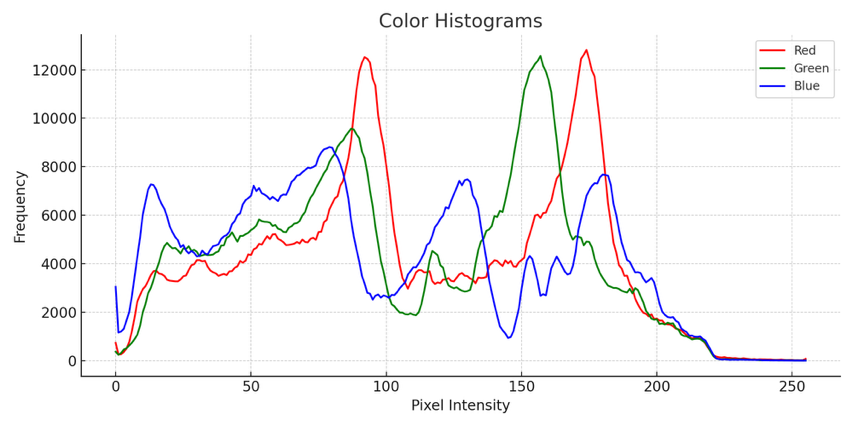 Color Histograms
Red
Green
Blue
12000
10000
8000
6000
4000
2000
0
Frequency
0 50 100 150 200 250
Pixel Intensity